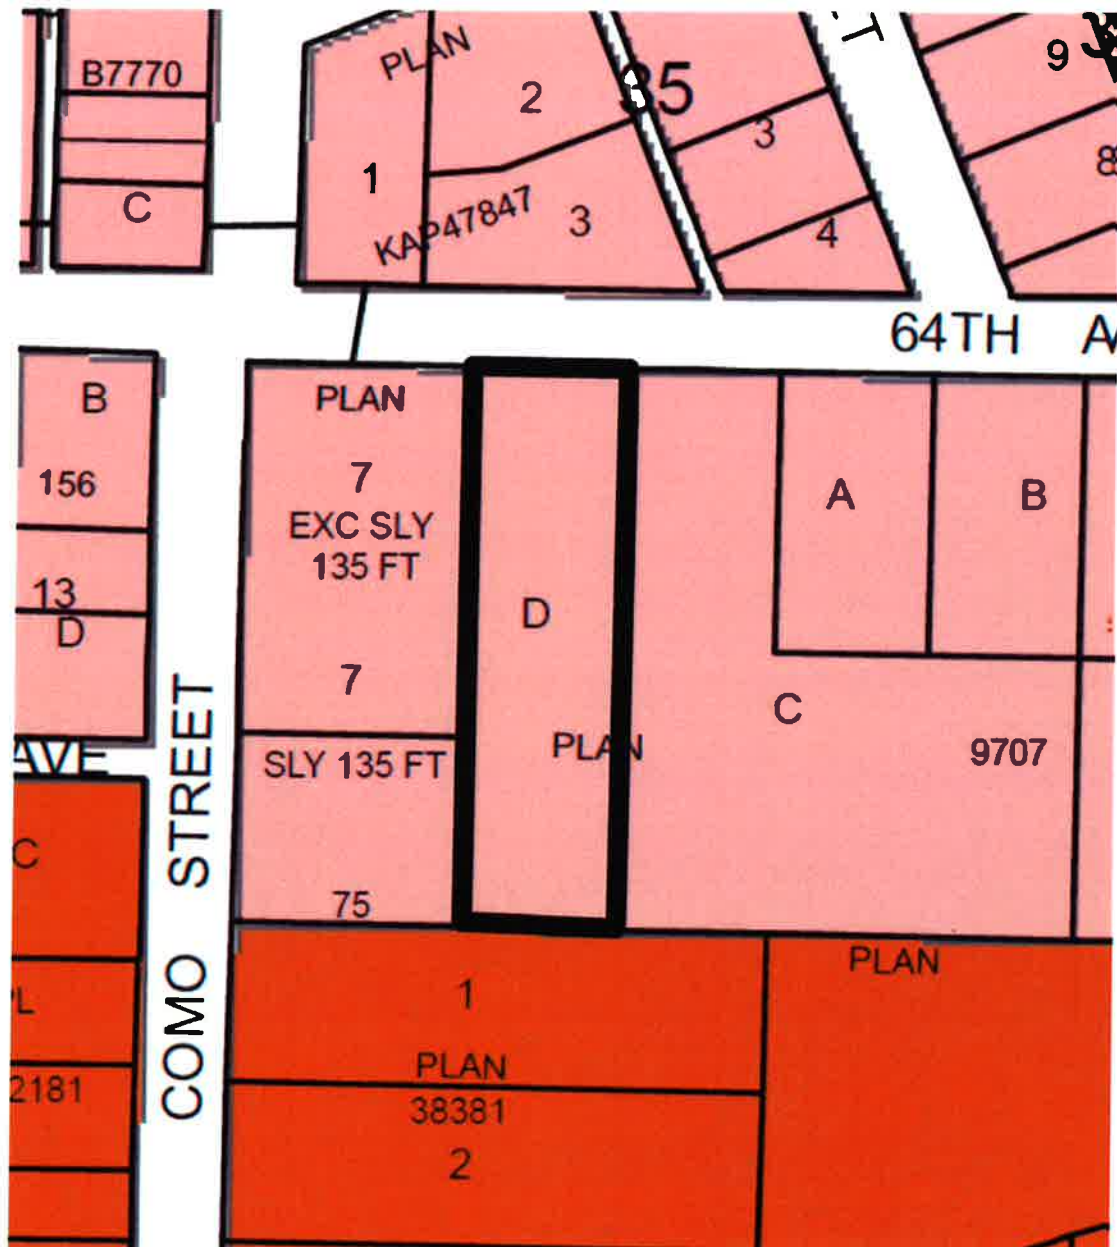 B7770
C
PLAN
1
KAP47847
2
3
35
3
4
9
8
64TH
B
156
13
D
AVE
C
2181
COMO STREET
PLAN
7
EXC SLY
135 FT
7
SLY 135 FT
75
D
PLAN
A
B
C
9707
1
PLAN
38381
2
PLAN